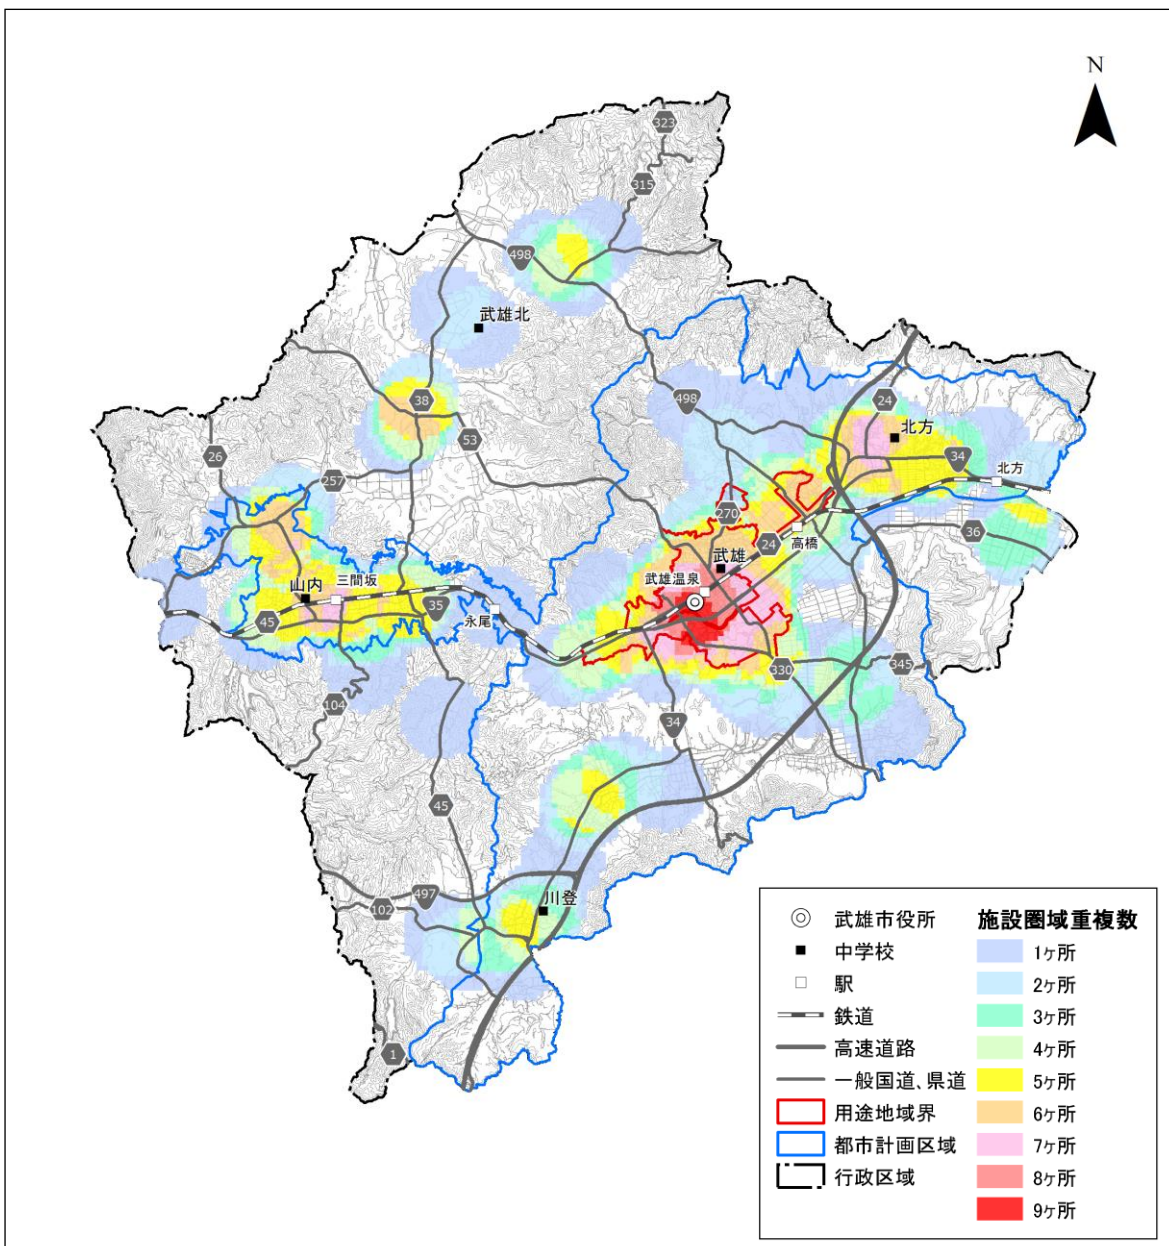 N
323
315
498
武雄北
38
498
24
北方
53
34
26
北方
257
270
36
24
高橋
武雄
山内
三間坂
武雄温泉
35
45
永尾
330
345
104
34
45
497
川登
102
1
武雄市役所
中学校
駅
鉄道
高速道路
一般国道、県道
用途地域界
都市計画区域
行政区域
施設圏域重複数
1ヶ所
2ヶ所
3ヶ所
4ヶ所
5ヶ所
6ヶ所
7ヶ所
8ヶ所
9ヶ所